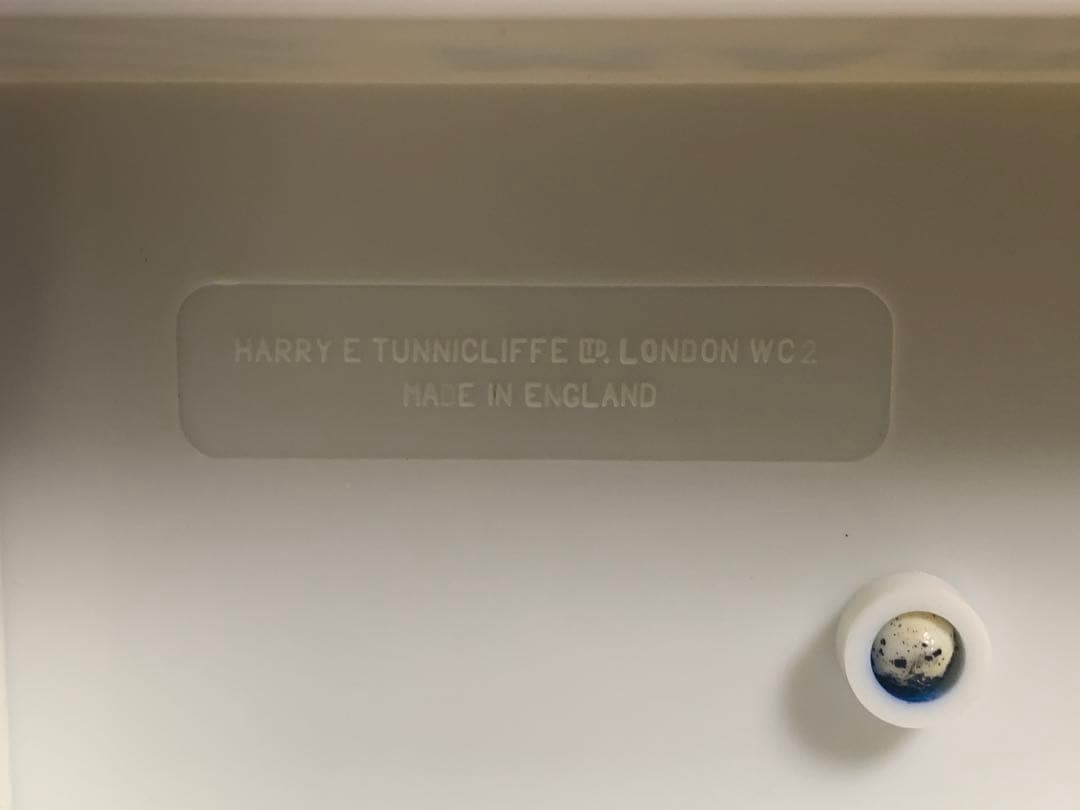 HARRY E TUNNICLIFFE LTD. LONDON WC2
MADE IN ENGLAND